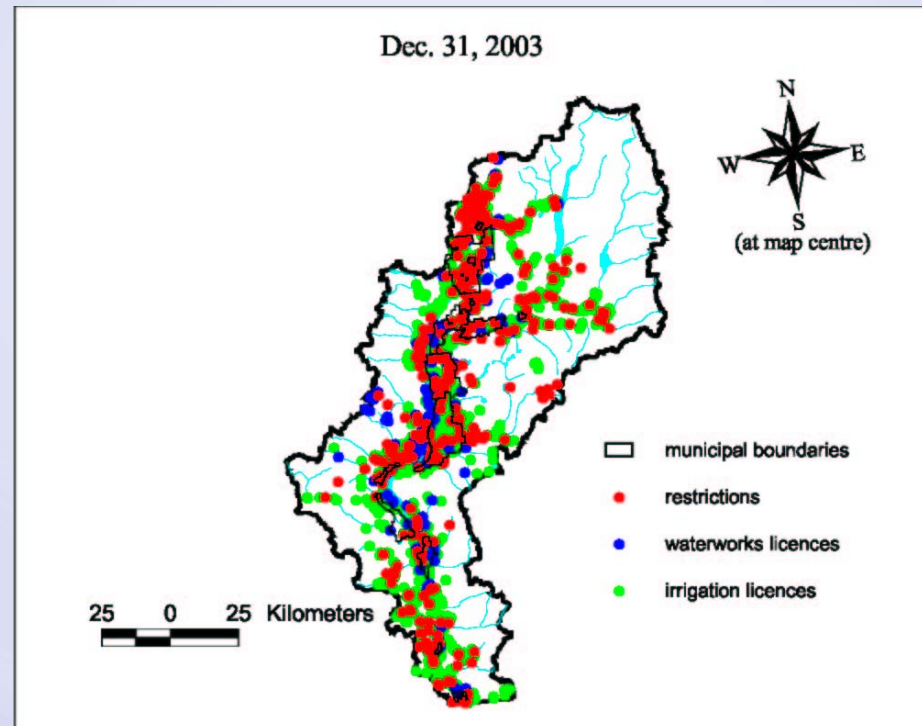 Dec. 31, 2003
N
W E
S
(at map centre)
municipal boundaries
restrictions
waterworks licences
irrigation licences
25 0 25 Kilometers